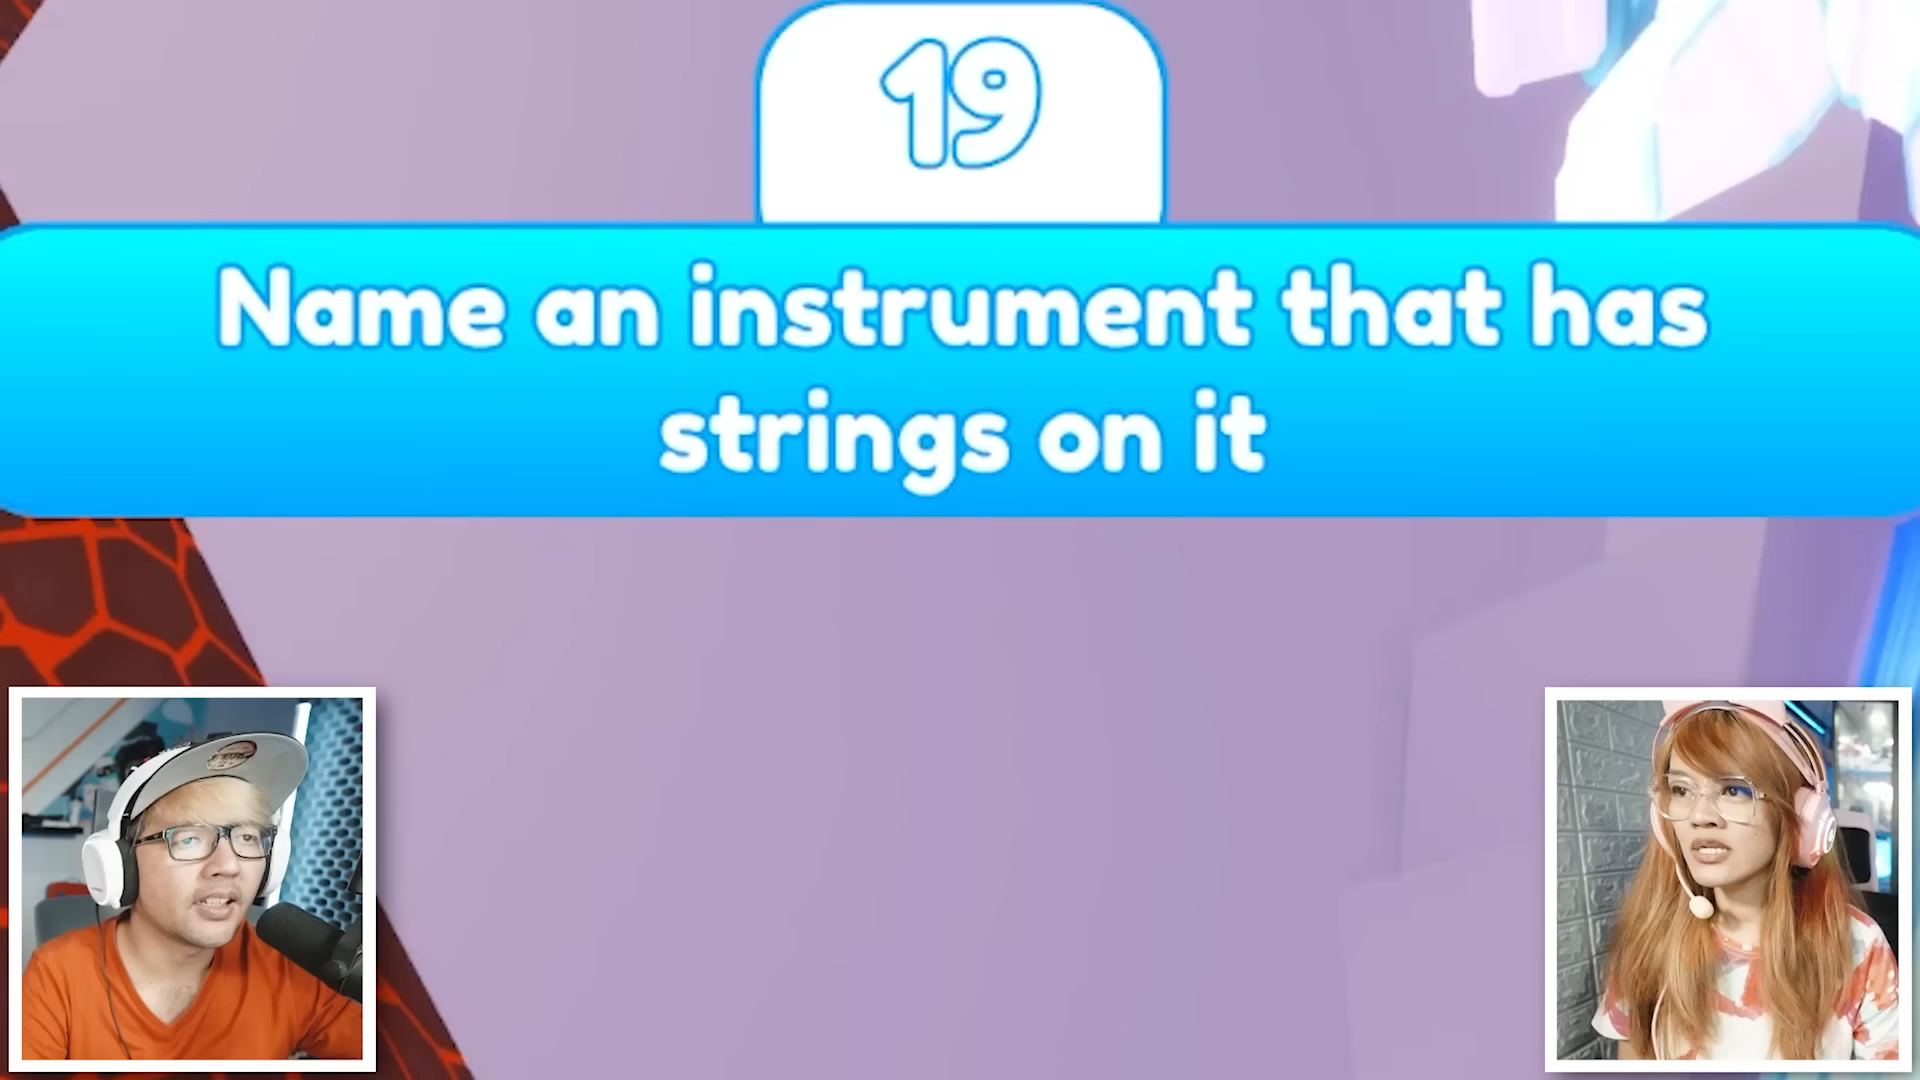 19
Name an instrument that has
strings on it